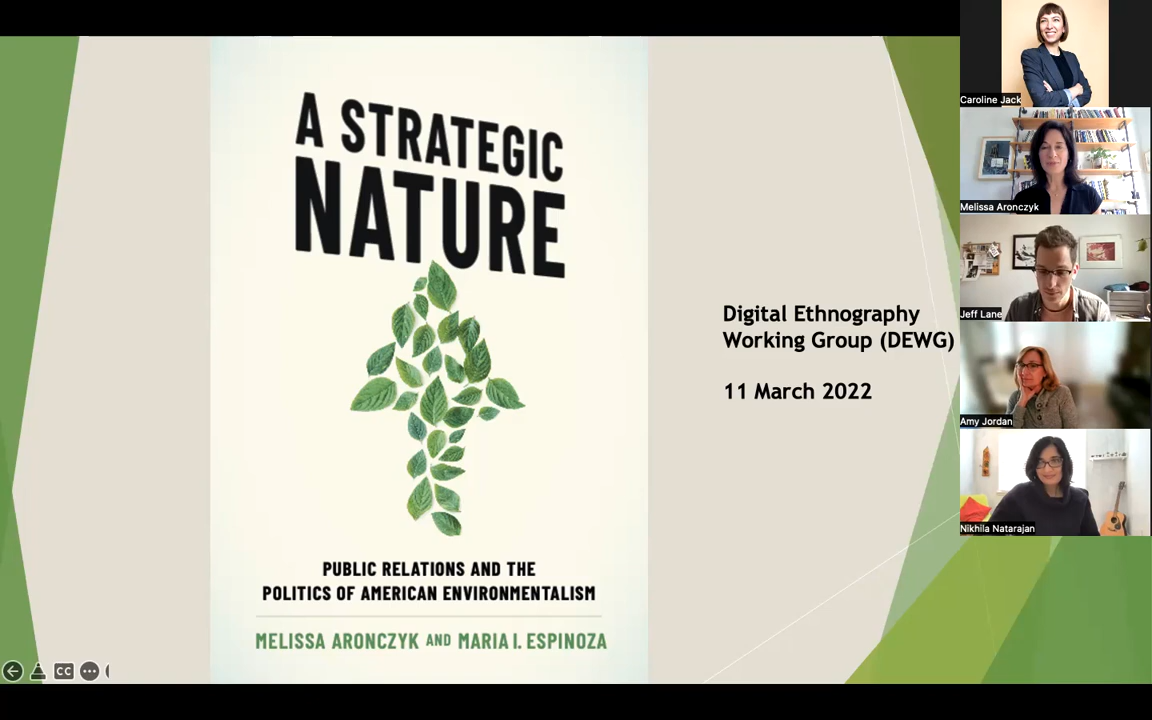 A STRATEGIC
NATURE
PUBLIC RELATIONS AND THE
POLITICS OF AMERICAN ENVIRONMENTALISM
MELISSA ARONCZYK AND MARIA I. ESPINOZA
Digital Ethnography
Working Group (DEWG)
11 March 2022
Caroline Jack
Melissa Aronczyk
Jeff Lane
Amy Jordan
Nikhila Natarajan
CC